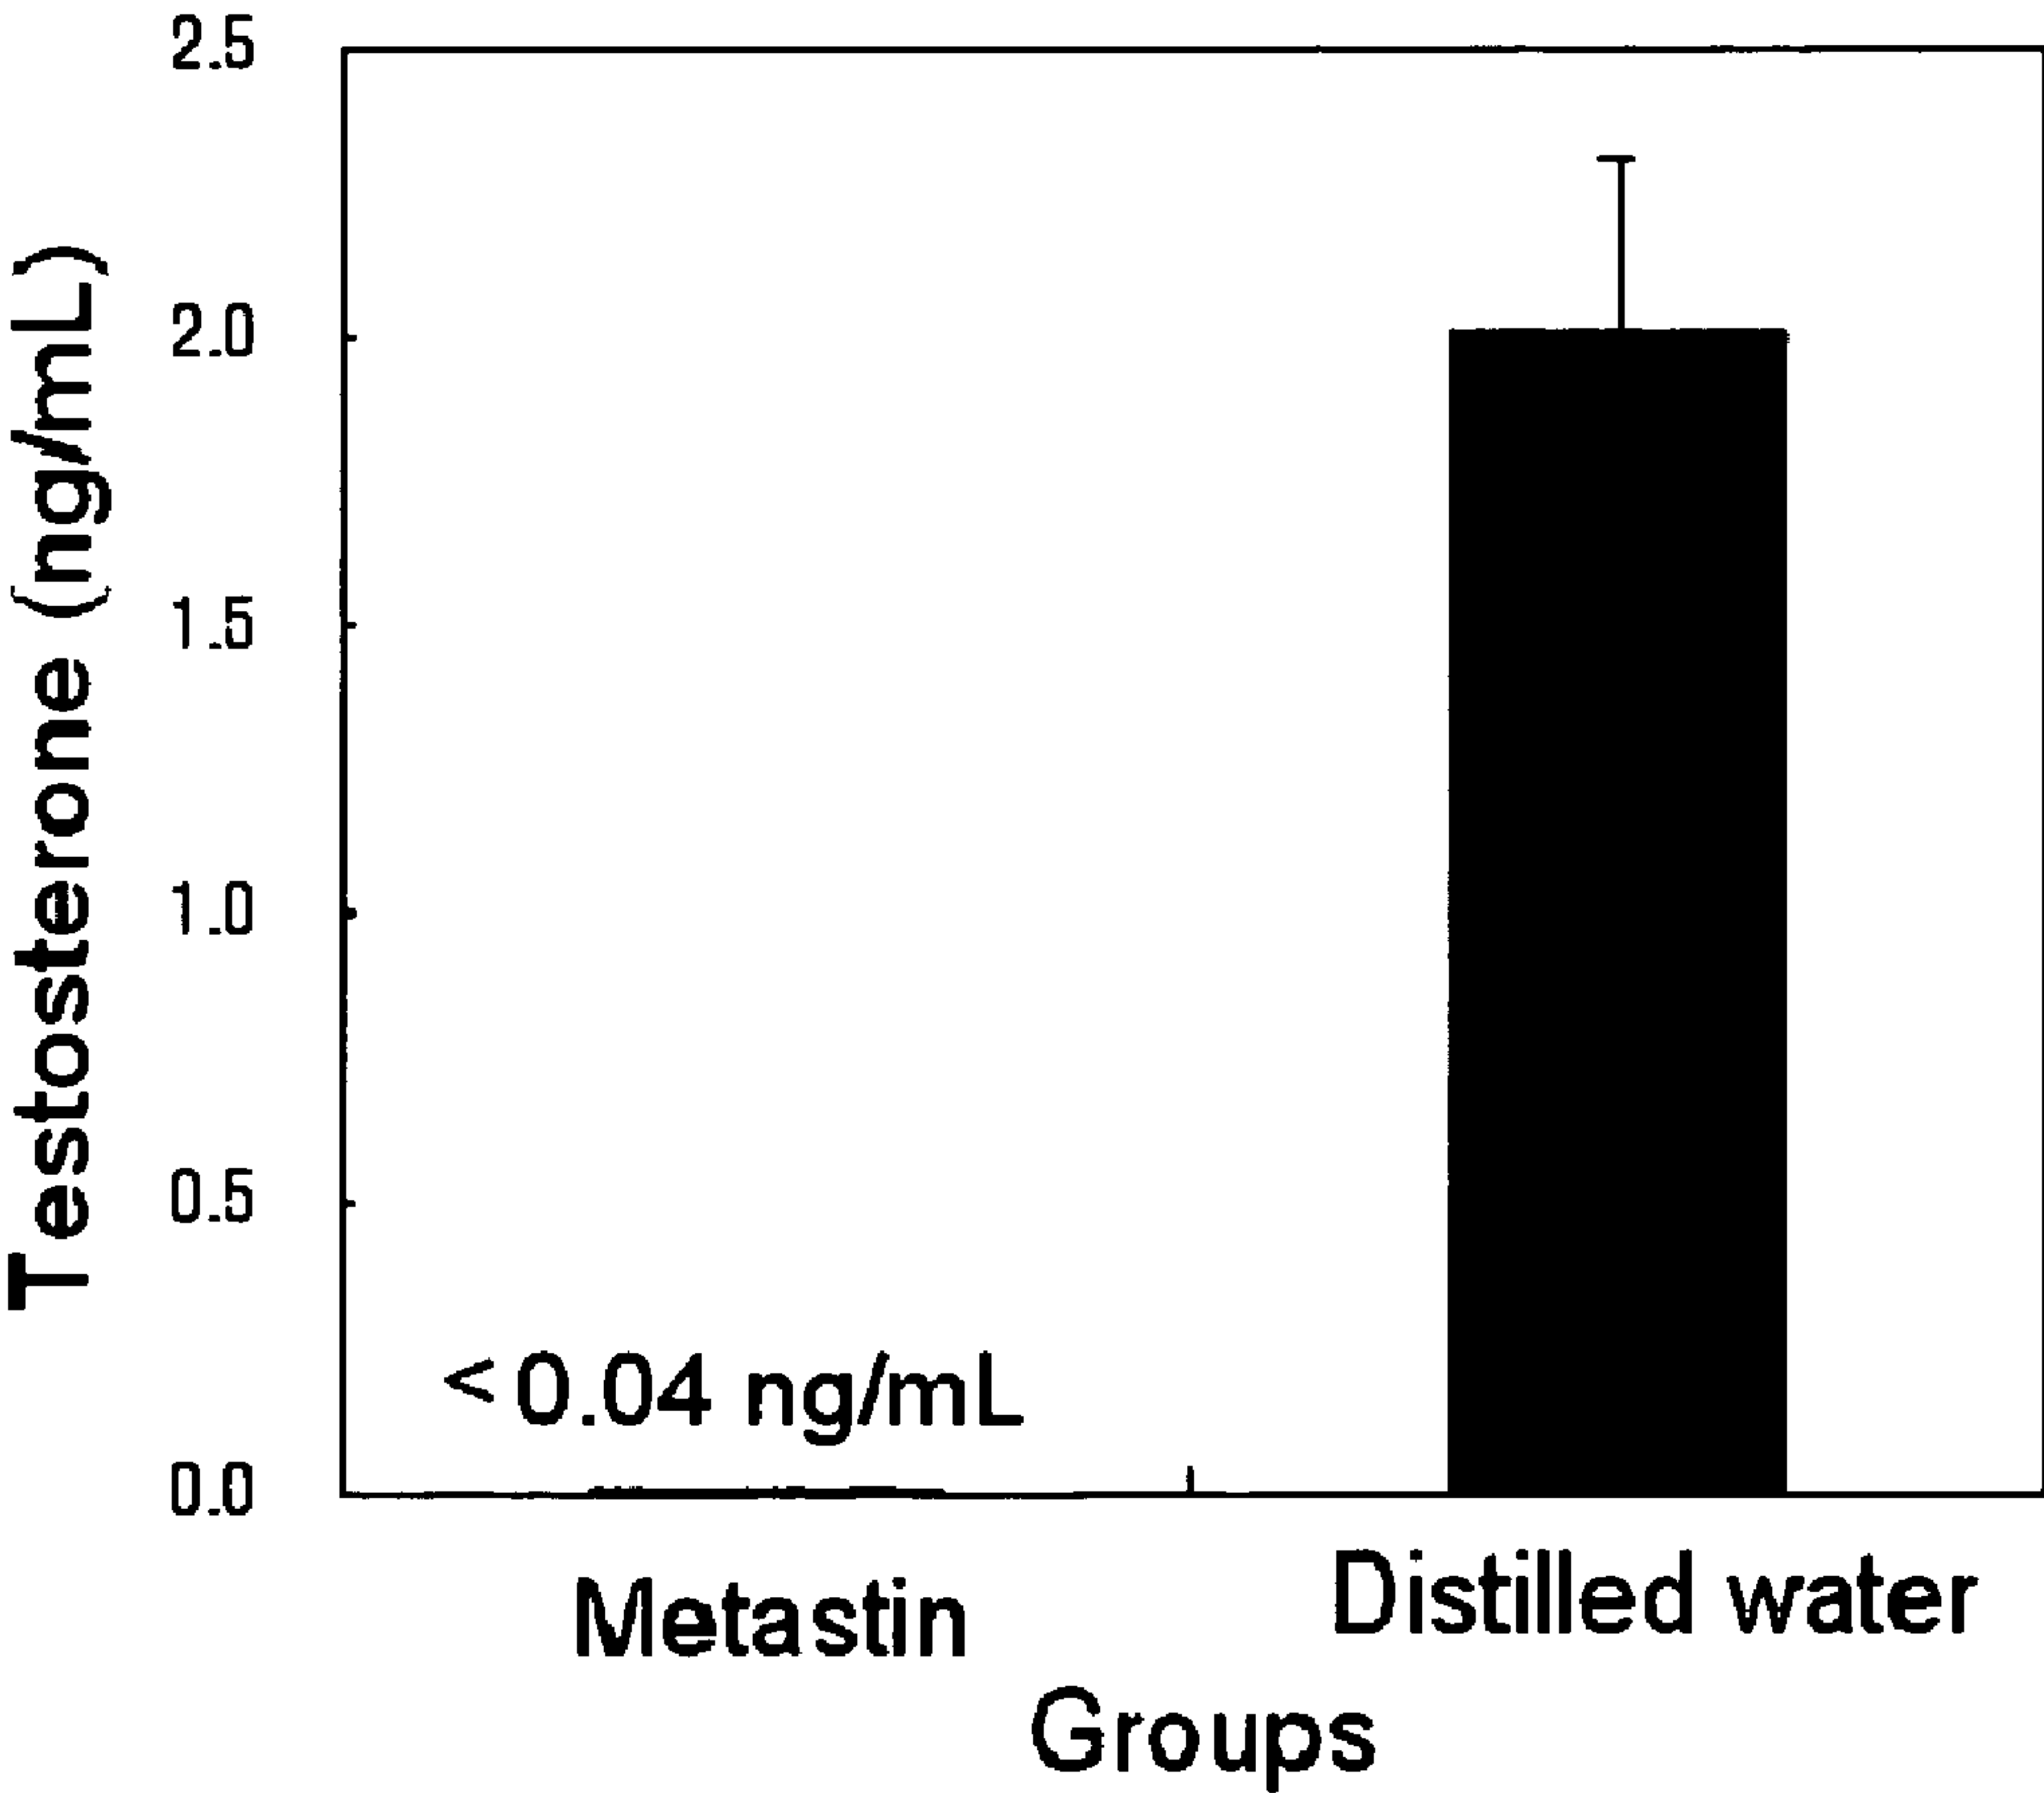 Testosterone (ng/mL)
2.5
2.0
1.5
1.0
0.5
0.0
<0.04 ng/mL
Metastin
Distilled water
Groups